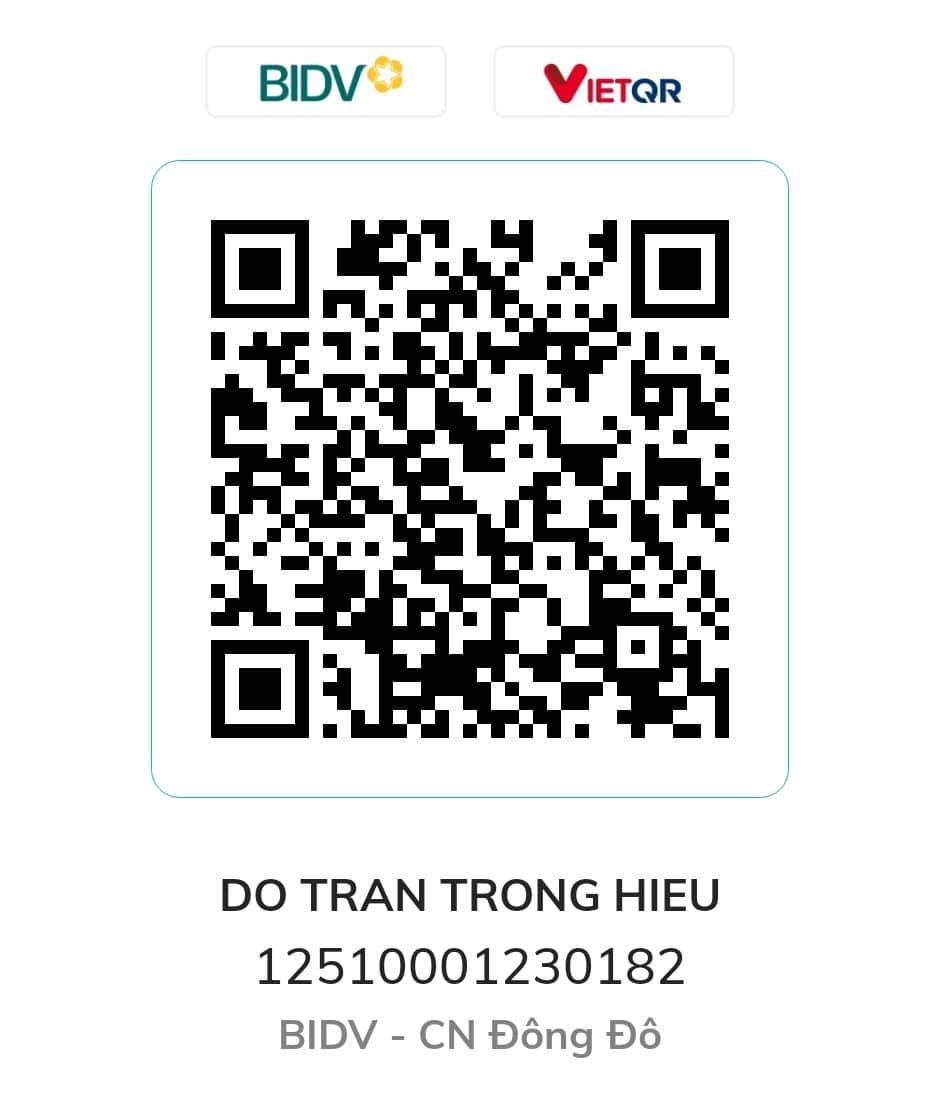 BIDV
VIETQR
DO TRAN TRONG HIEU
12510001230182
BIDV - CN Đông Đô